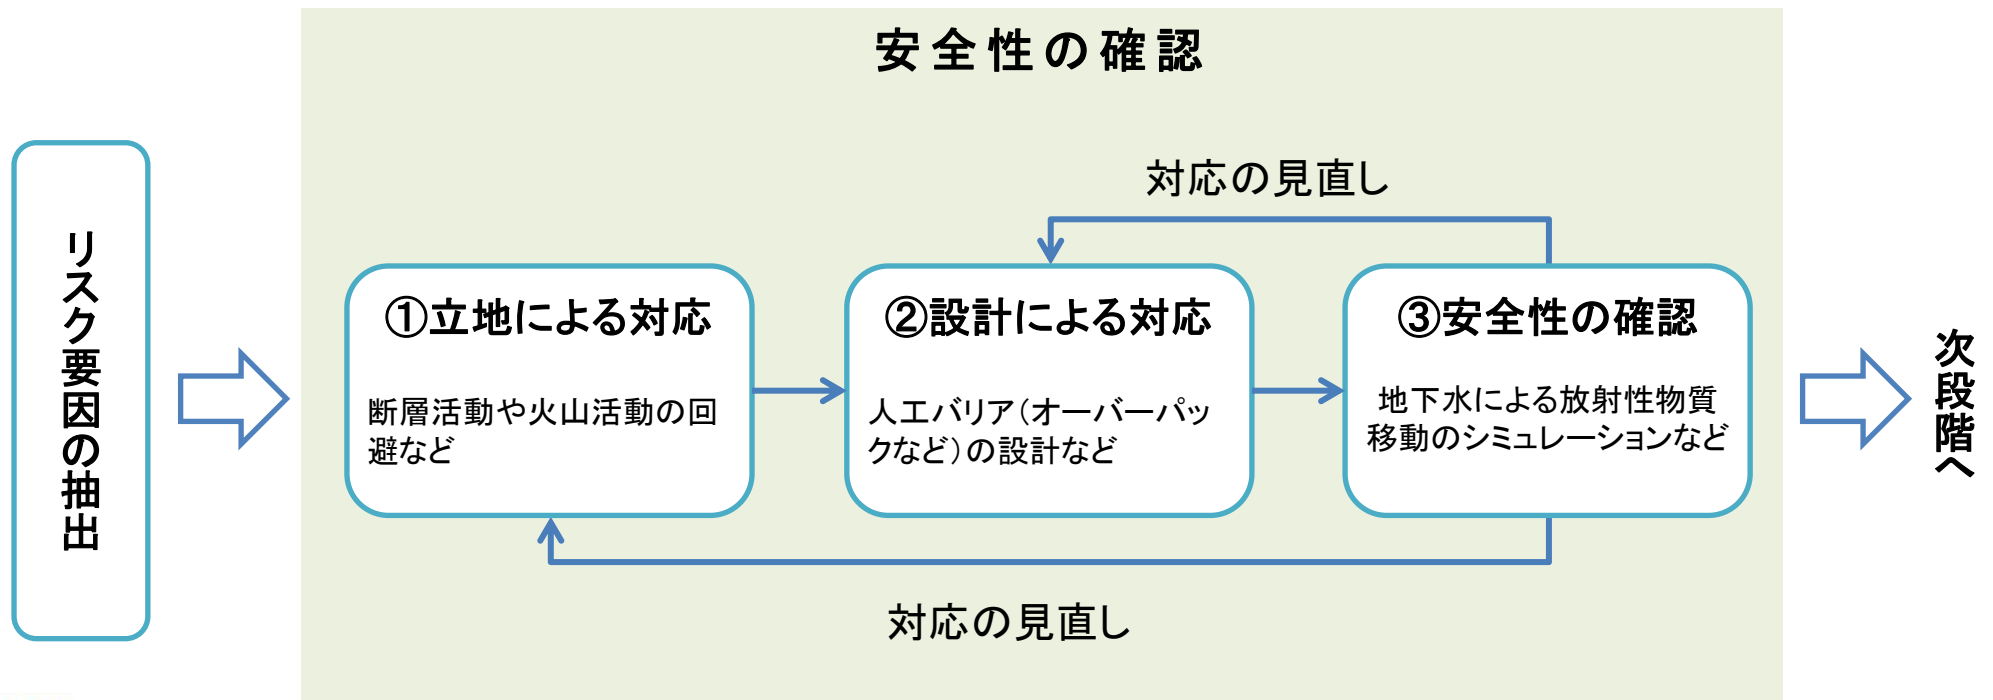 安全性の確認
リスク要因の抽出
対応の見直し
①立地による対応
断層活動や火山活動の回
避など
②設計による対応
人工バリア(オーバーパッ
クなど)の設計など
③安全性の確認
地下水による放射性物質
移動のシミュレーションなど
対応の見直し
次段階へ